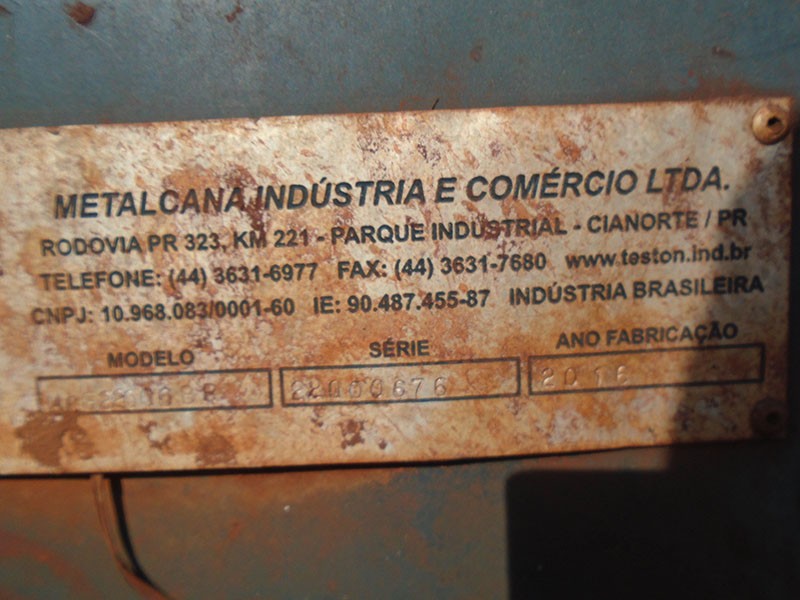 METALCANA INDÚSTRIA E COMÉRCIO LTDA.
RODOVIA PR 323, KM 221 - PARQUE INDUSTRIAL - CIANORTE / PR
TELEFONE: (44) 3631-6977 FAX: (44) 3631-7680 www.teston.ind.br
CNPJ: 10.968.083/0001-60 IE: 90.487.455-87 INDÚSTRIA BRASILEIRA
MODELO SÉRIE ANO FABRICAÇÃO
22000676 2016